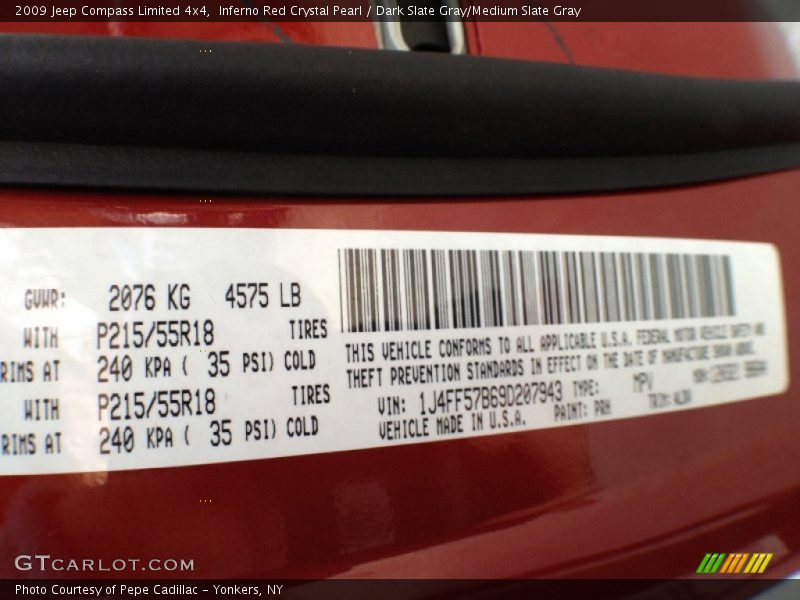 2009 Jeep Compass Limited 4x4, Inferno Red Crystal Pearl / Dark Slate Gray/Medium Slate Gray
GVWR: 2076 KG 4575 LB
WITH P215/55R18 TIRES
RIMS AT 240 KPA ( 35 PSI) COLD
WITH P215/55R18 TIRES
RIMS AT 240 KPA ( 35 PSI) COLD
THIS VEHICLE CONFORMS TO ALL APPLICABLE U.S.A. FEDERAL MOTOR VEHICLE SAFETY AND
THEFT PREVENTION STANDARDS IN EFFECT ON THE DATE OF MANUFACTURE SHOWN ABOVE.
VIN: 1J4FF57B69D207943 TYPE: MPV
VEHICLE MADE IN U.S.A. PAINT: PRH TRIM:
GTCARLOT.COM
Photo Courtesy of Pepe Cadillac - Yonkers, NY